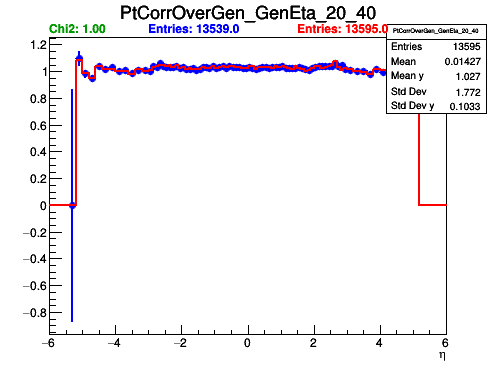 PtCorrOverGen_GenEta_20_40
Chi2: 1.00 Entries: 13539.0 Entries: 13595.0
PtCorrOverGen_GenEta_20_40
Entries 13595
Mean 0.01427
Mean y 1.027
Std Dev 1.772
Std Dev y 0.1033
1.2
1
0.8
0.6
0.4
0.2
0
−0.2
−0.4
−0.6
−0.8
−6 −4 −2 0 2 4 6
η